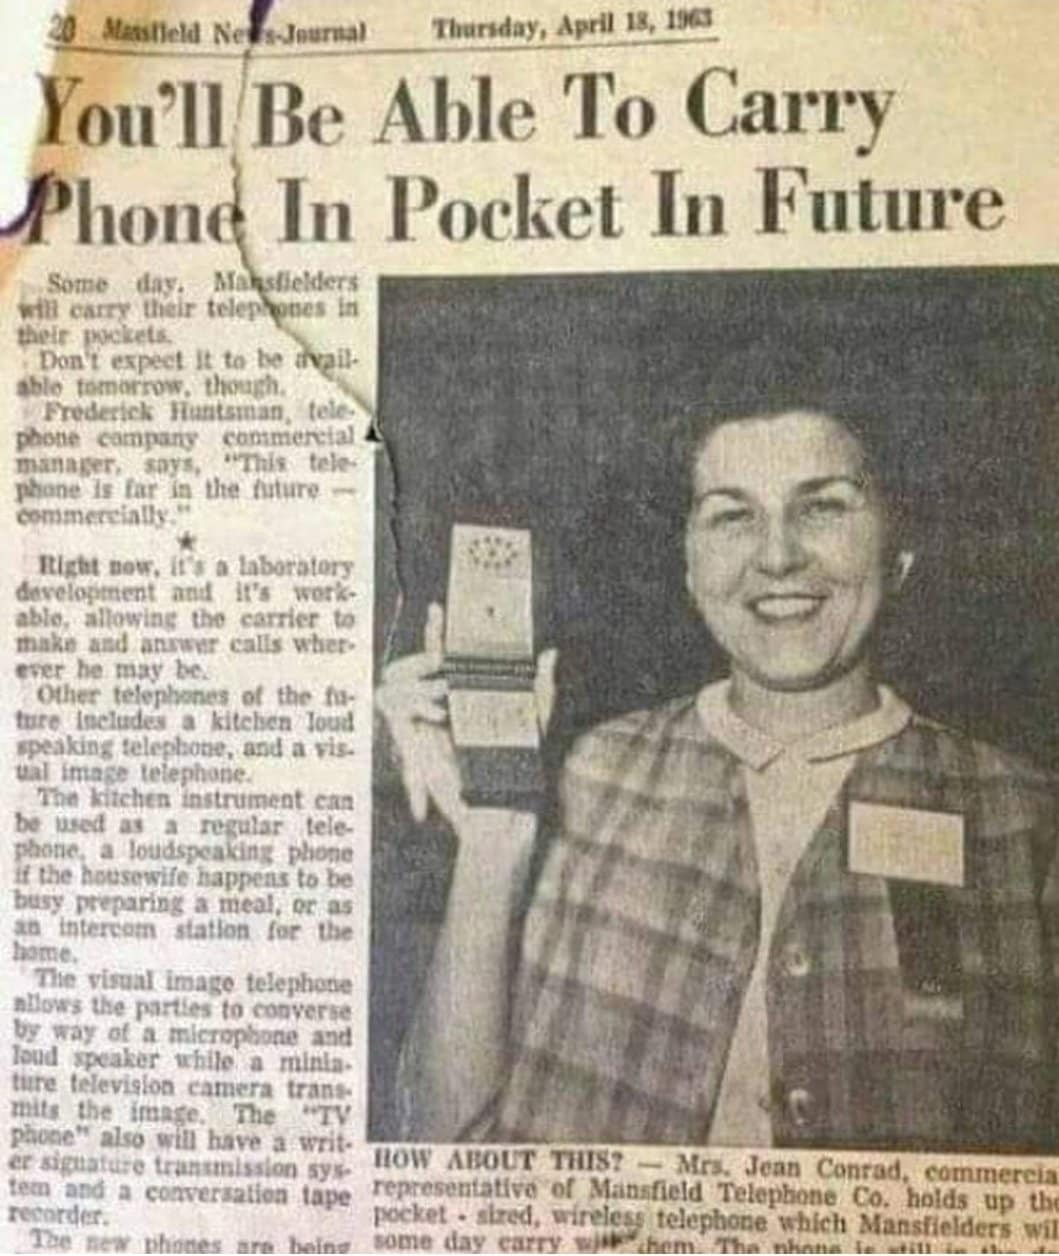 20 Mansfield News-Journal Thursday, April 18, 1963
You'll Be Able To Carry
Phone In Pocket In Future
Some day, Mansfielders
will carry their telephones in
their pockets.
Don't expect it to be avail-
able tomorrow, though.
Frederick Huntsman, tele-
phone company commercial
manager, says, "This tele-
phone is far in the future —
commercially."
★
Right now, it's a laboratory
development and it's work-
able, allowing the carrier to
make and answer calls wher-
ever he may be.
Other telephones of the fu-
ture includes a kitchen loud
speaking telephone, and a vis-
ual image telephone.
The kitchen instrument can
be used as a regular tele-
phone, a loudspeaking phone
if the housewife happens to be
busy preparing a meal, or as
an intercom station for the
home.
The visual image telephone
allows the parties to converse
by way of a microphone and
loud speaker while a minia-
ture television camera trans-
mits the image. The "TV
phone" also will have a writ-
er signature transmission sys-
tem and a conversation tape
recorder.
The new phones are being
HOW ABOUT THIS? — Mrs. Jean Conrad, commercia
representative of Mansfield Telephone Co. holds up the
pocket - sized, wireless telephone which Mansfielders wil
some day carry with them. The phone is still